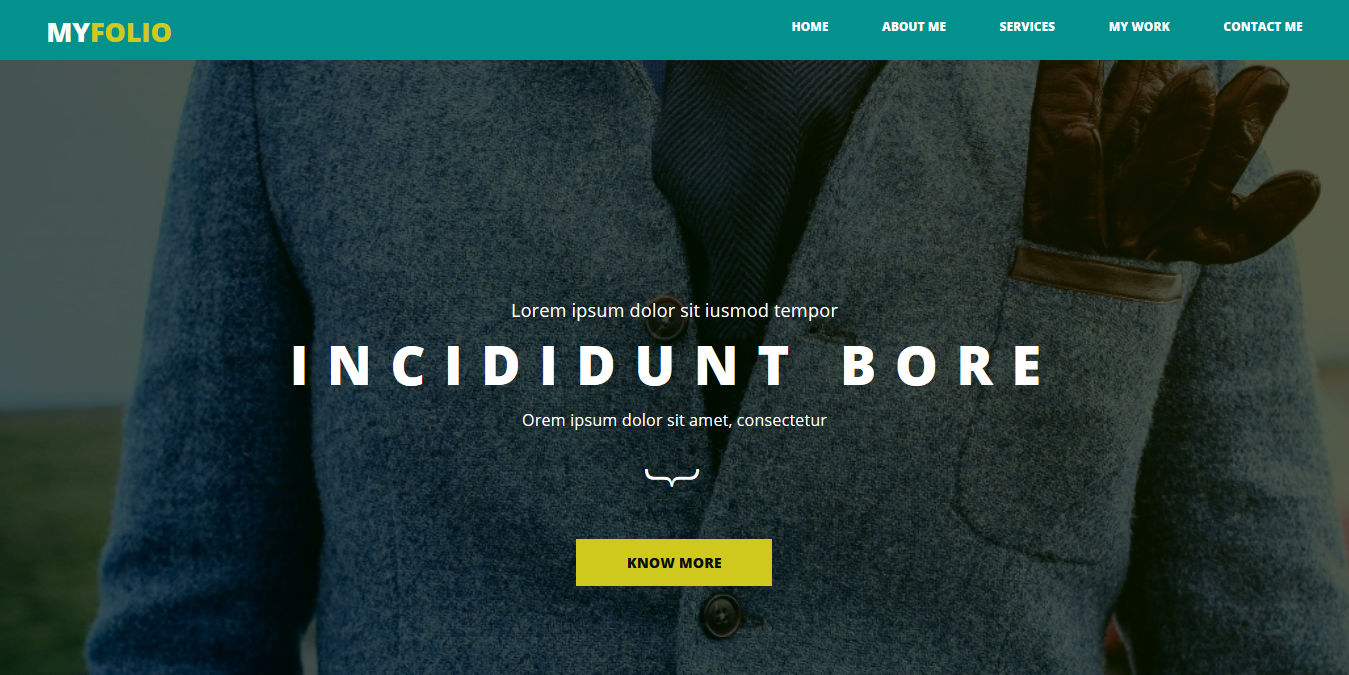 MYFOLIO
HOME ABOUT ME SERVICES MY WORK CONTACT ME
Lorem ipsum dolor sit iusmod tempor
INCIDIDUNT BORE
Orem ipsum dolor sit amet, consectetur
KNOW MORE